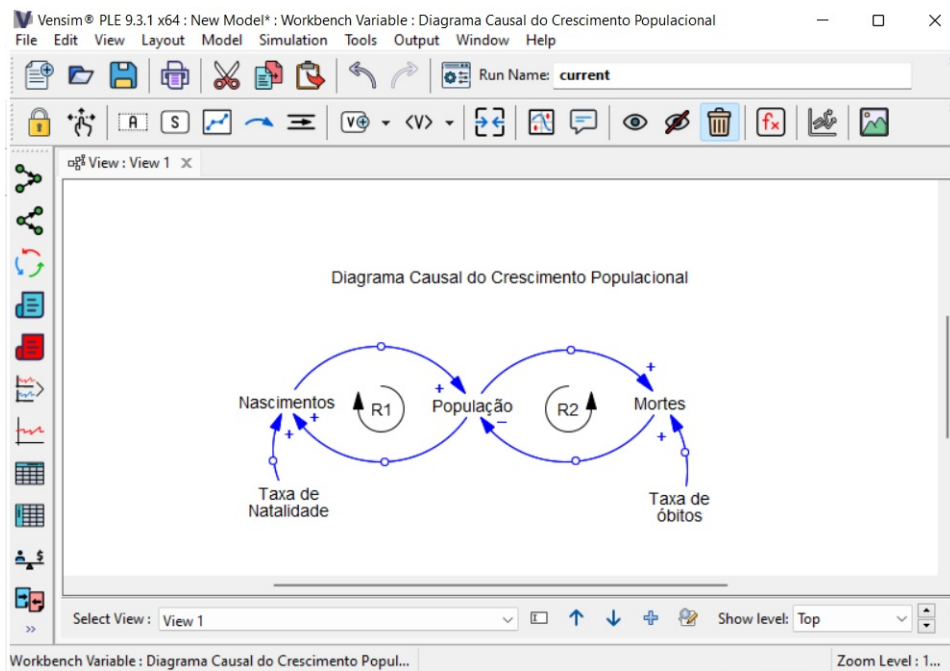 Vensim® PLE 9.3.1 x64 : New Model* : Workbench Variable : Diagrama Causal do Crescimento Populacional
File Edit View Layout Model Simulation Tools Output Window Help
Run Name: current
A S V <V> fx
View : View 1
Diagrama Causal do Crescimento Populacional
+
+
Nascimentos R1 População R2 Mortes
+
–
+
+
Taxa de
Natalidade
Taxa de
óbitos
$
Select View : View 1 Show level: Top
Workbench Variable : Diagrama Causal do Crescimento Popul... Zoom Level : 1...